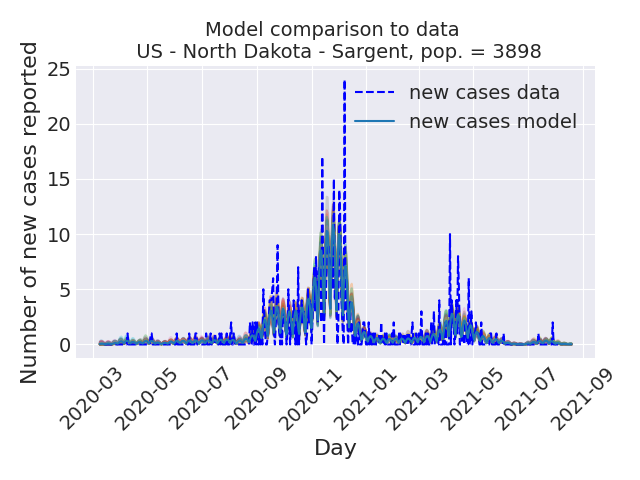 Model comparison to data
US - North Dakota - Sargent, pop. = 3898
Number of new cases reported
25
20
15
10
5
0
new cases data
new cases model
2020-03
2020-05
2020-07
2020-09
2020-11
2021-01
2021-03
2021-05
2021-07
2021-09
Day